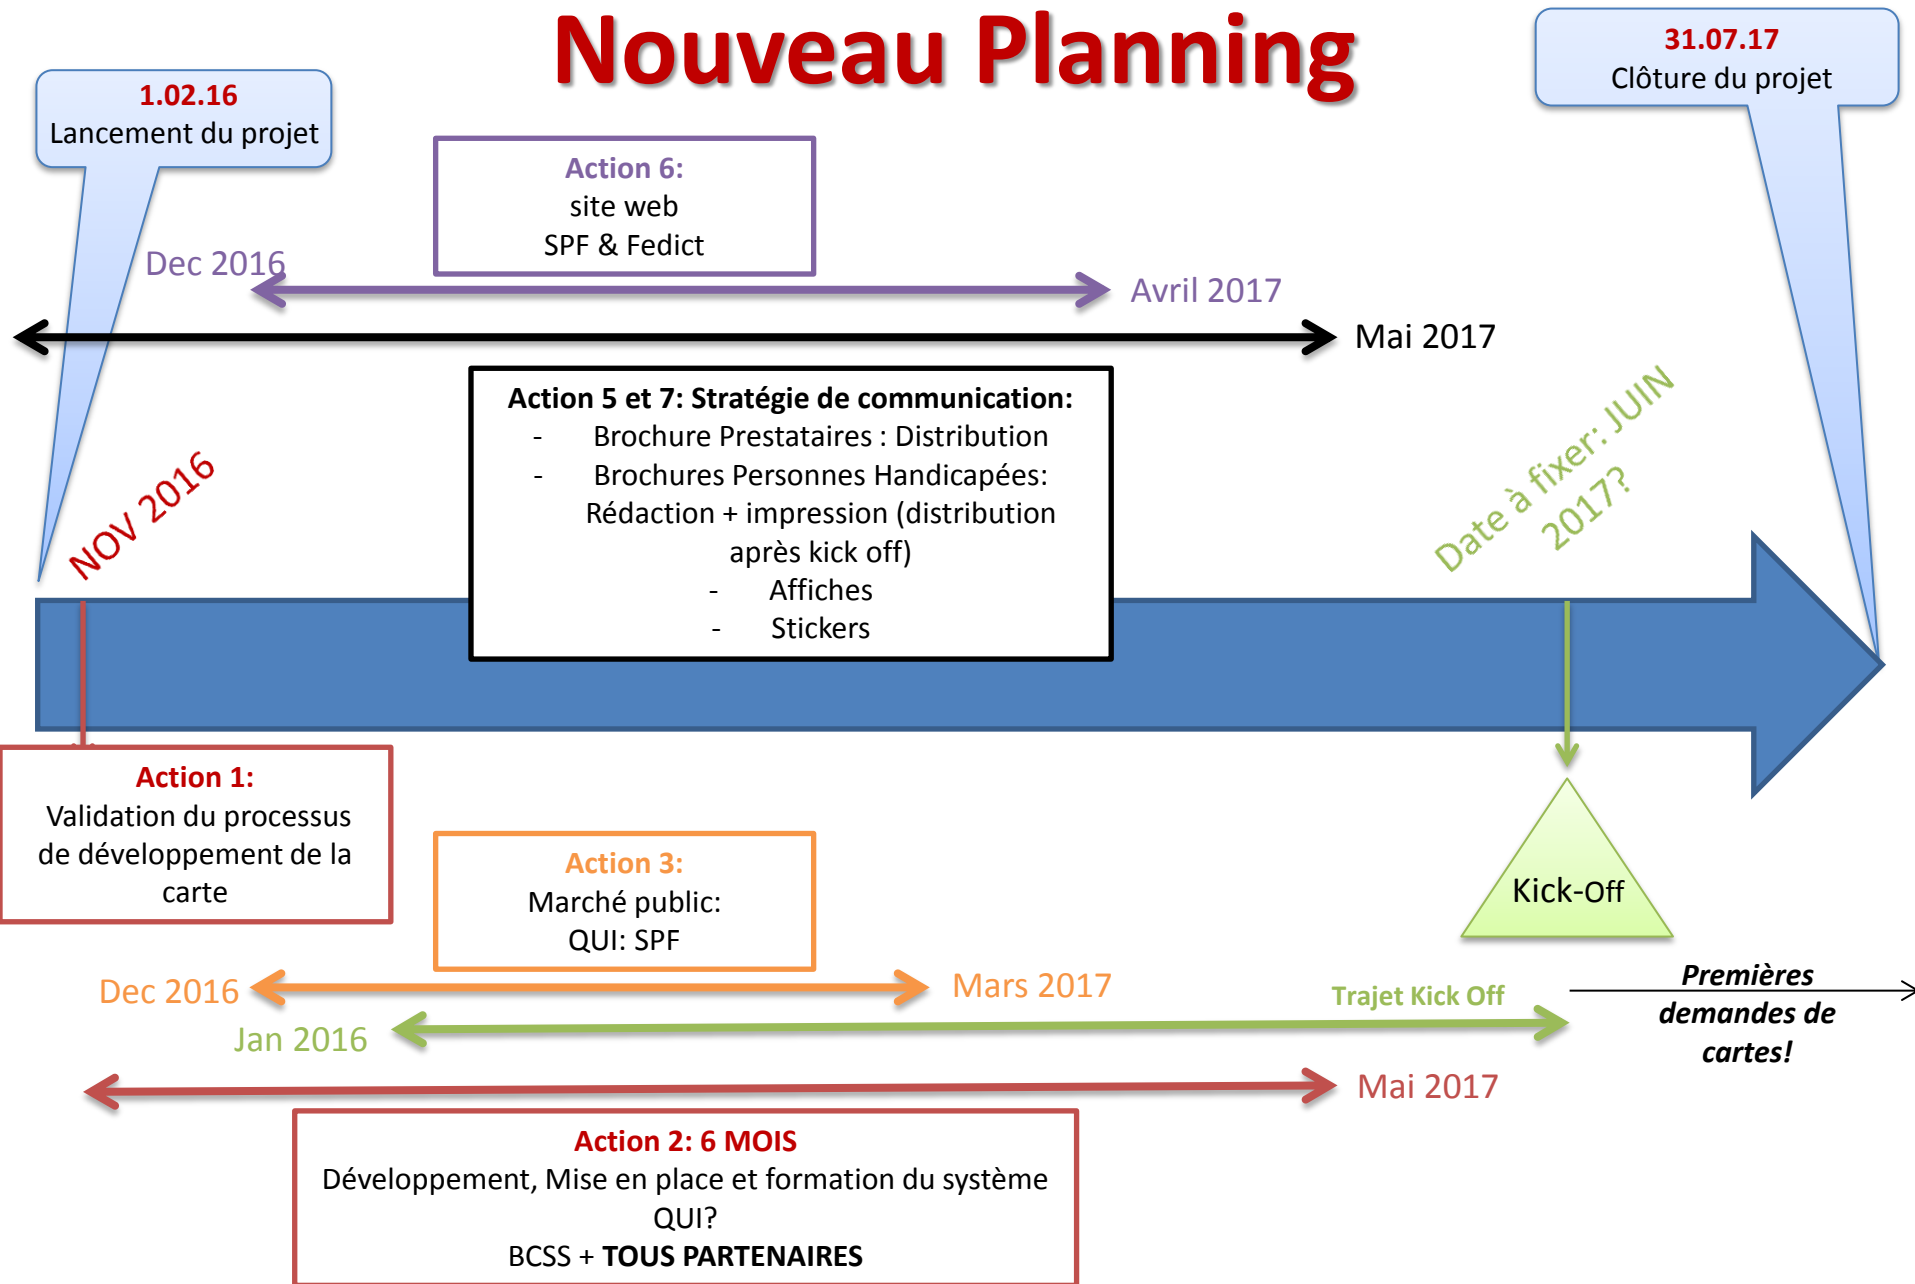 Nouveau Planning
1.02.16
Lancement du projet
31.07.17
Clôture du projet
Action 6:
site web
SPF & Fedict
Dec 2016
Avril 2017
Mai 2017
Action 5 et 7: Stratégie de communication:
- Brochure Prestataires : Distribution
- Brochures Personnes Handicapées:
Rédaction + impression (distribution
après kick off)
- Affiches
- Stickers
NOV 2016
Date à fixer: JUIN
2017?
Action 1:
Validation du processus
de développement de la
carte
Action 3:
Marché public:
QUI: SPF
Kick-Off
Dec 2016
Mars 2017
Trajet Kick Off
Premières
demandes de
cartes!
Jan 2016
Mai 2017
Action 2: 6 MOIS
Développement, Mise en place et formation du système
QUI?
BCSS + TOUS PARTENAIRES